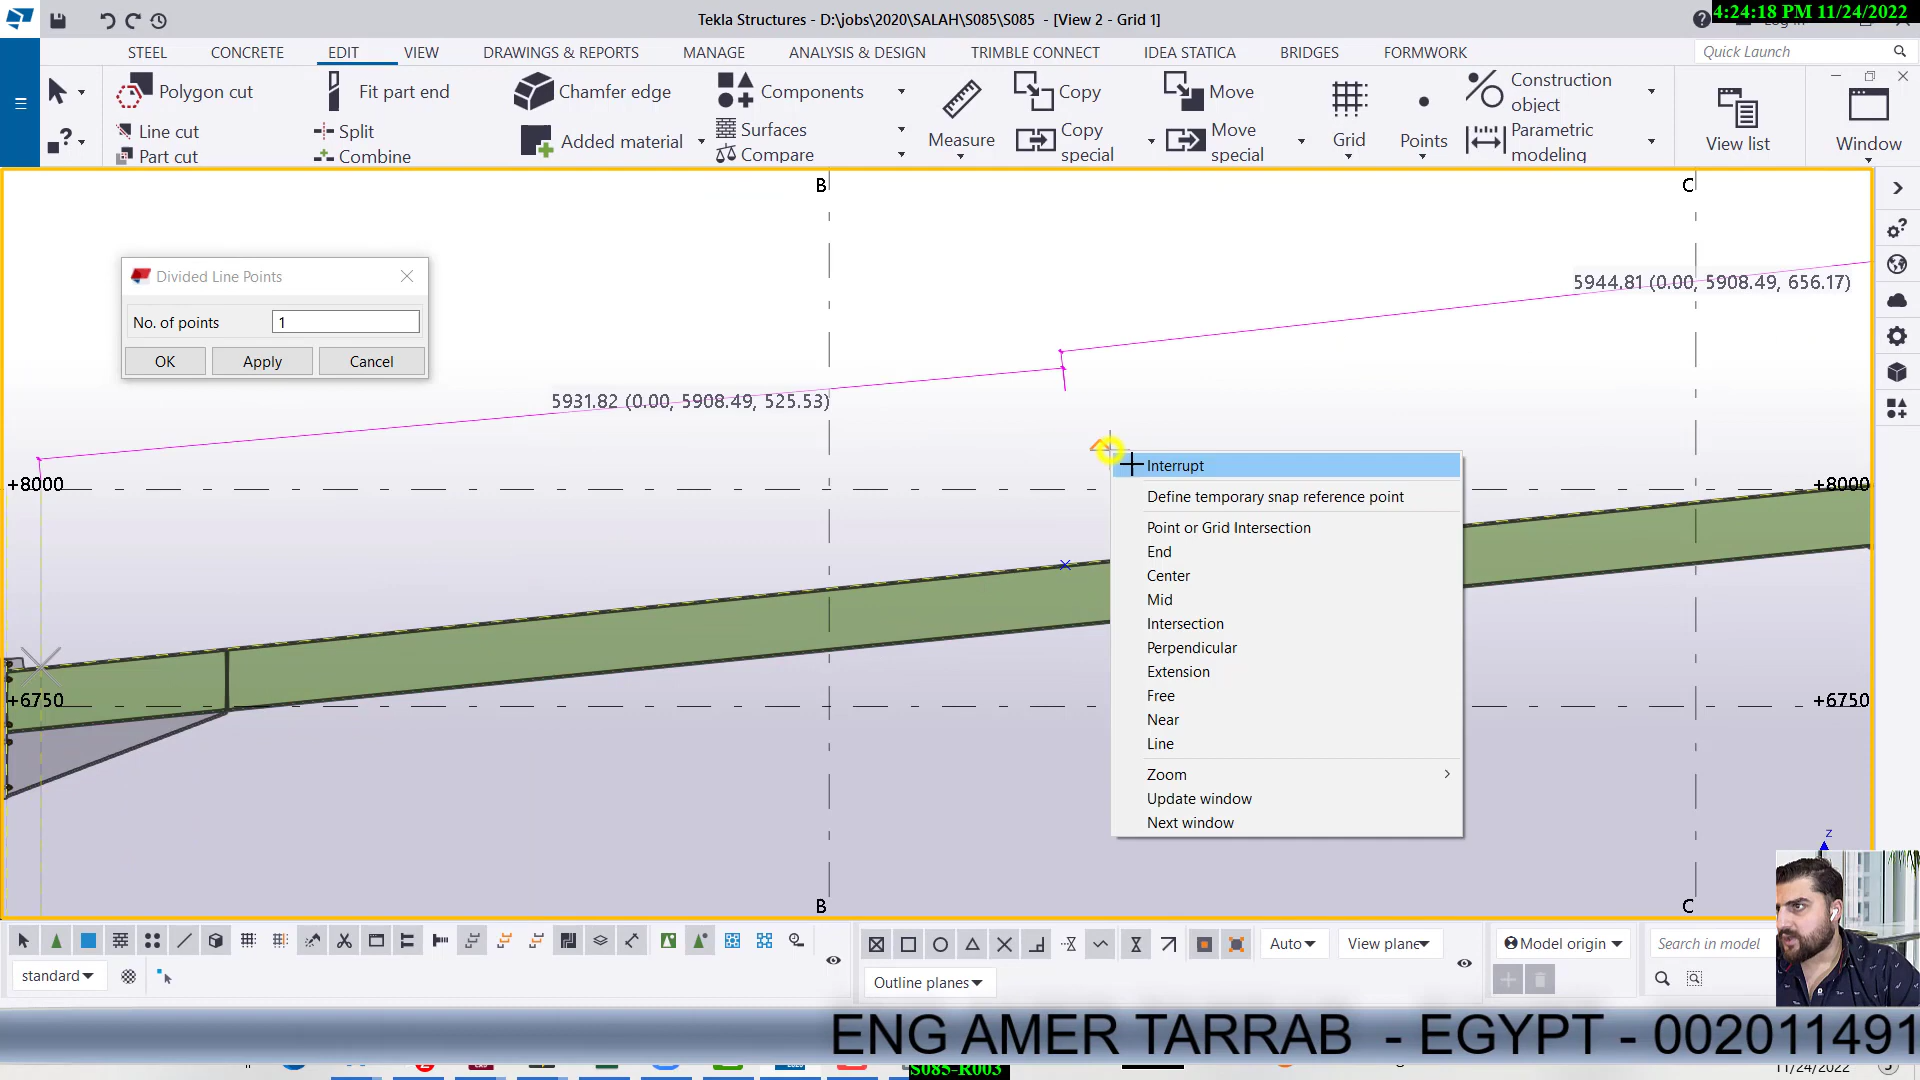 Tekla Structures - D:\jobs\2020\SALAH\S085\S085 - [View 2 - Grid 1]
4:24:18 PM 11/24/2022
STEEL CONCRETE EDIT VIEW DRAWINGS & REPORTS MANAGE ANALYSIS & DESIGN TRIMBLE CONNECT IDEA STATICA BRIDGES FORMWORK
Quick Launch
Polygon cut
Line cut
Part cut
Fit part end
Split
Combine
Chamfer edge
Added material
Components
Surfaces
Compare
Measure
Copy
Copy special
Move
Move special
Grid
Points
Construction object
Parametric modeling
View list
Window
B
C
Divided Line Points
No. of points 1
OK Apply Cancel
5944.81 (0.00, 5908.49, 656.17)
5931.82 (0.00, 5908.49, 525.53)
+8000
+8000
+6750
+6750
Interrupt
Define temporary snap reference point
Point or Grid Intersection
End
Center
Mid
Intersection
Perpendicular
Extension
Free
Near
Line
Zoom
Update window
Next window
z
B
C
standard
Auto
View plane
Outline planes
Model origin
Search in model
ENG AMER TARRAB - EGYPT - 002011491
S085-R003
11/24/2022